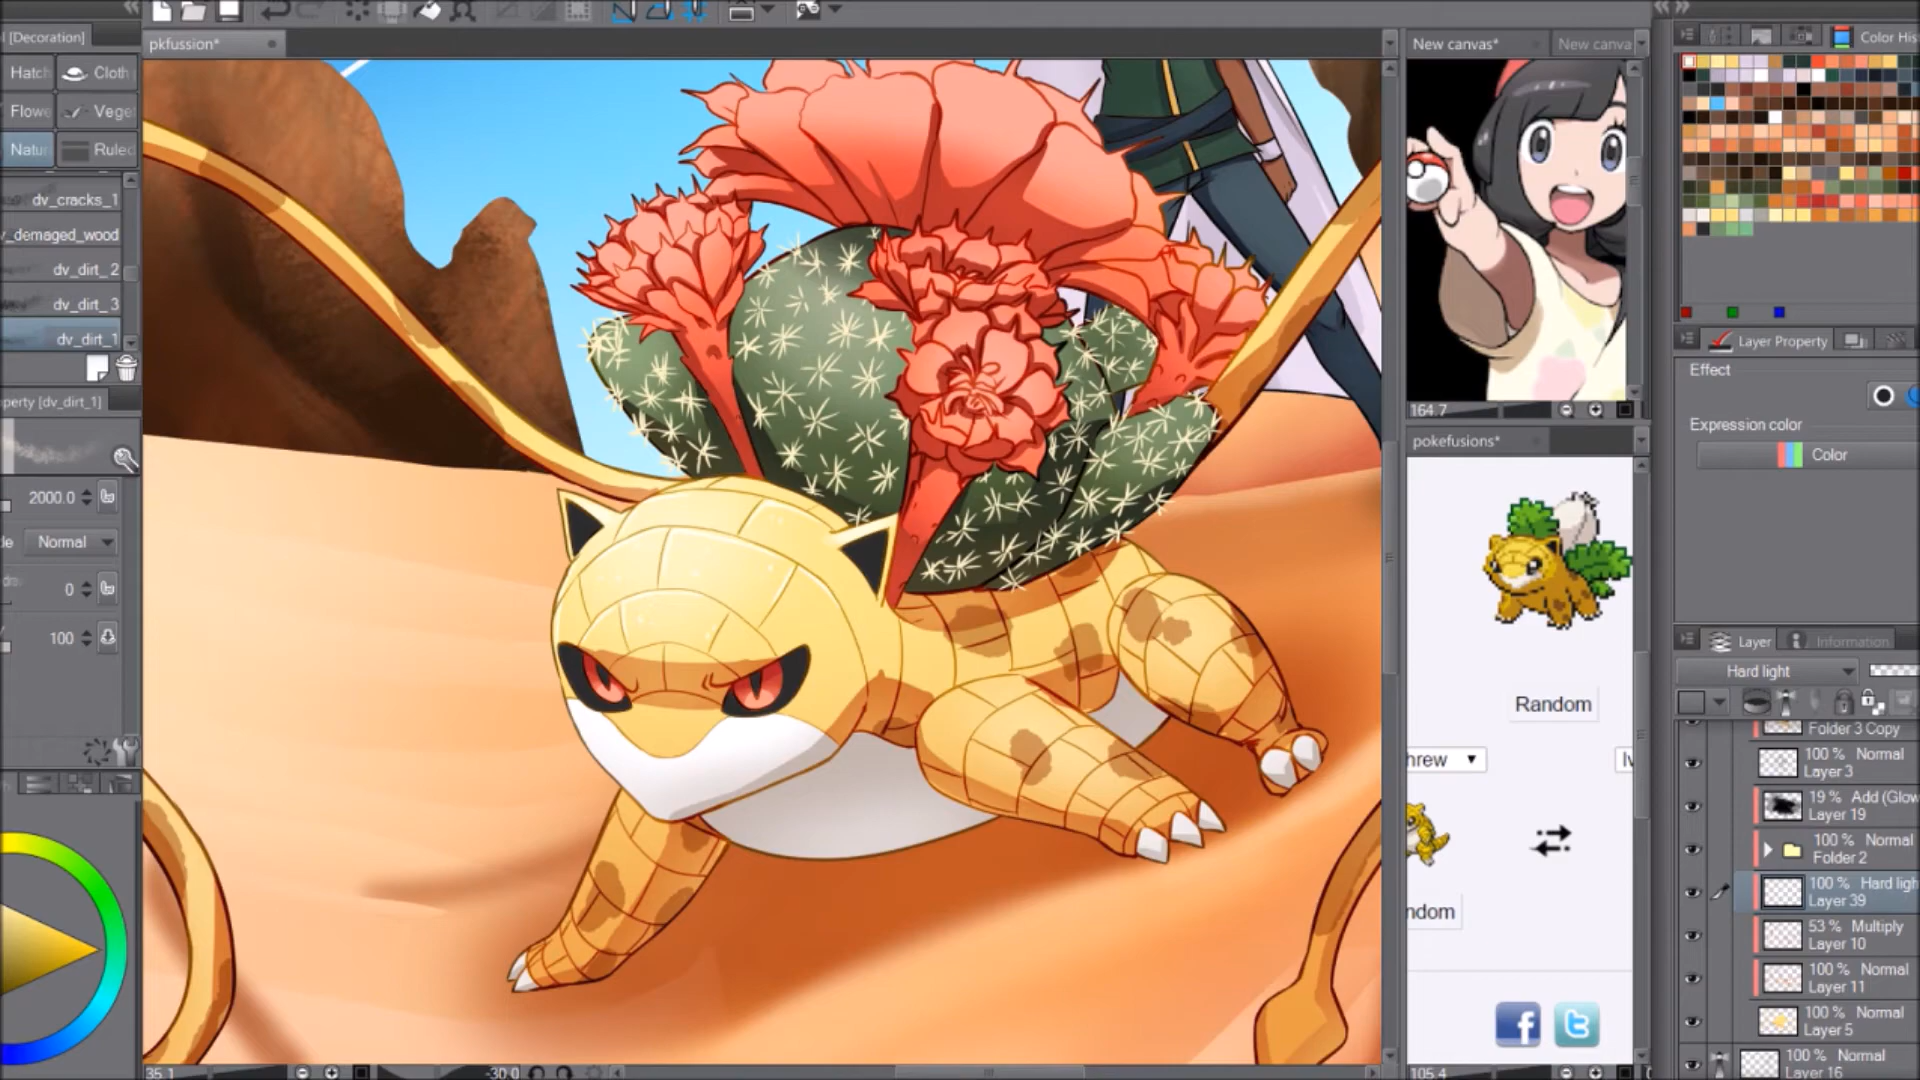 [Decoration]
Hatch
Cloth
Flowe
Vege
Natur
Ruled
dv_cracks_1
v_demaged_wood
dv_dirt_2
dv_dirt_3
dv_dirt_1
perty [dv_dirt_1]
2000.0
de
Normal
0
100
pkfussion*
35.1
-30.0
New canvas*
New canva
164.7
pokefusions*
Random
hrew
Iv
ndom
105.4
Color His
Layer Property
Effect
Expression color
Color
Layer
Information
Hard light
Folder 3 Copy
100 % Normal
Layer 3
19 % Add (Glow
Layer 19
100 % Normal
Folder 2
100 % Hard ligh
Layer 39
53 % Multiply
Layer 10
100 % Normal
Layer 11
100 % Normal
Layer 5
100 % Normal
Layer 16